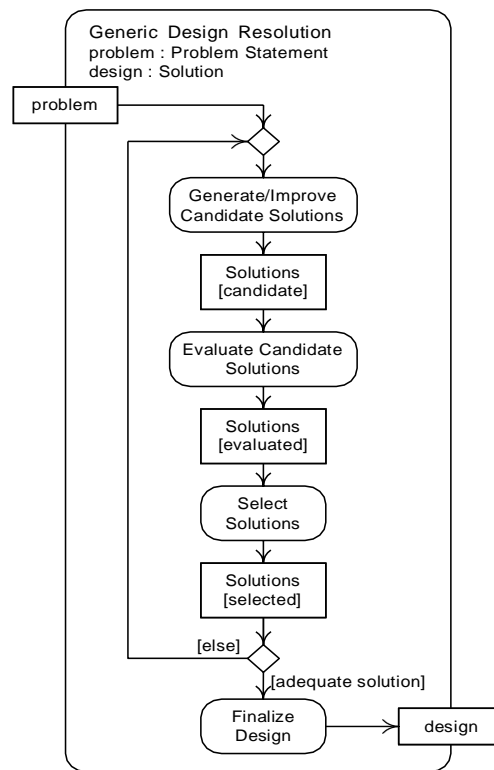 Generic Design Resolution
problem : Problem Statement
design : Solution
problem
Generate/Improve
Candidate Solutions
Solutions
[candidate]
Evaluate Candidate
Solutions
Solutions
[evaluated]
Select
Solutions
Solutions
[selected]
[else]
[adequate solution]
Finalize
Design
design